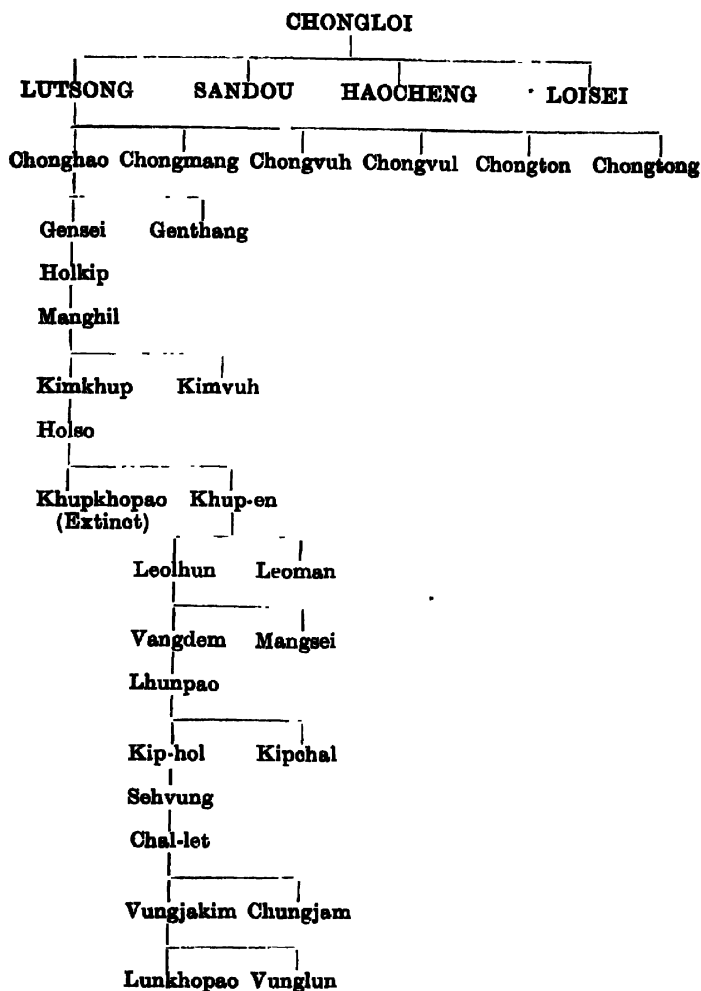 CHONGLOI
LUTSONG SANDOU HAOCHENG LOISEI
Chonghao Chongmang Chongvuh Chongvul Chongton Chongtong
Gensei Genthang
Holkip
Manghil
Kimkhup Kimvuh
Holso
Khupkhopao Khup-en
(Extinct)
Leolhun Leoman
Vangdem Mangsei
Lhunpao
Kip-hol Kipchal
Sehvung
Chal-let
Vungjakim Chungjam
Lunkhopao Vunglun